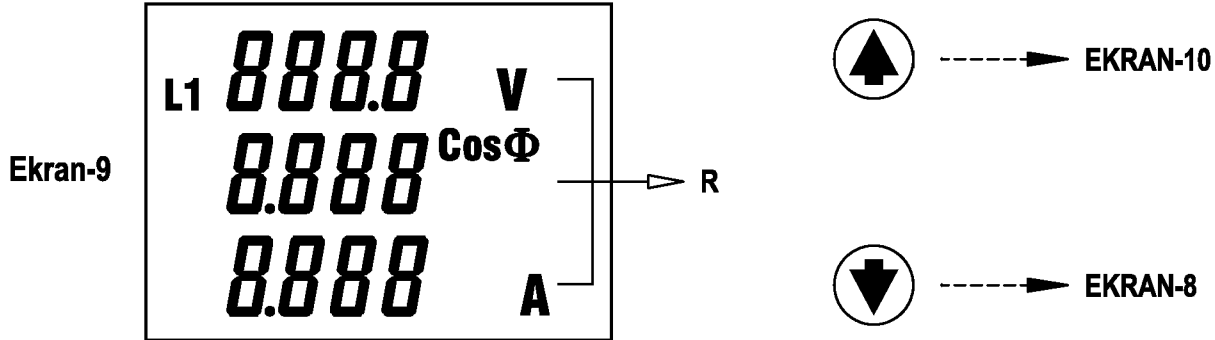 Ekran-9
L1 888.8 V
CosΦ
8.888
8.888 A
R
EKRAN-10
EKRAN-8